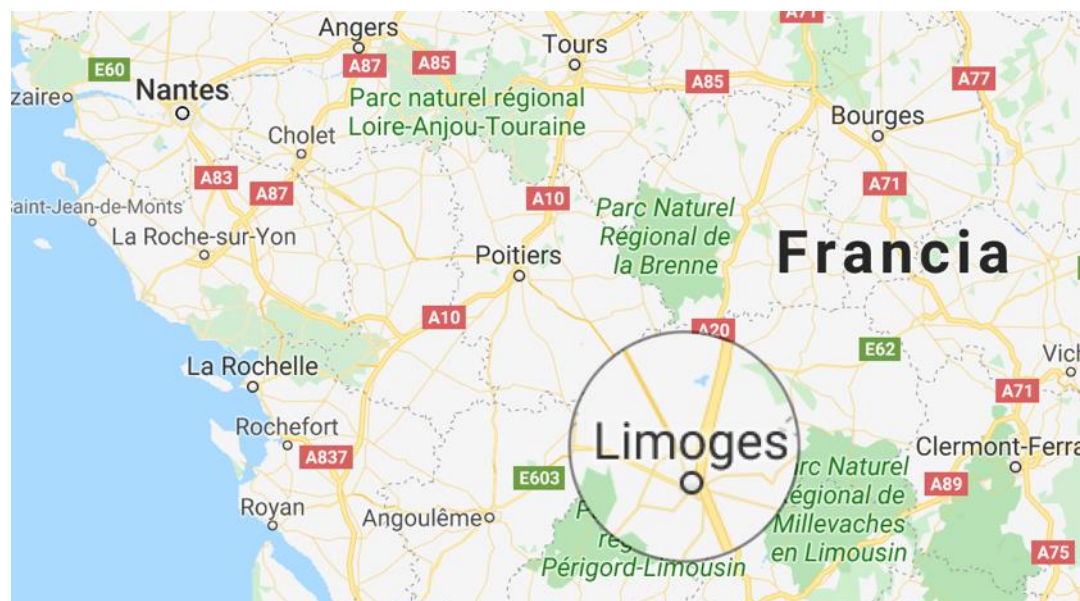 Angers
A71
Tours
E60
A87
A85
A85
A77
zaire
Nantes
Parc naturel régional
Loire-Anjou-Touraine
Bourges
Cholet
A83
A87
A10
A71
Saint-Jean-de-Monts
Parc Naturel
Régional de
la Brenne
La Roche-sur-Yon
Poitiers
Francia
A10
A20
E62
Vich
La Rochelle
A71
Rochefort
A837
Limoges
Clermont-Ferra
E603
rc Naturel
égional de
Millevaches
en Limousin
A89
Royan
Angoulême
P
rég
Périgord-Limousin
A75